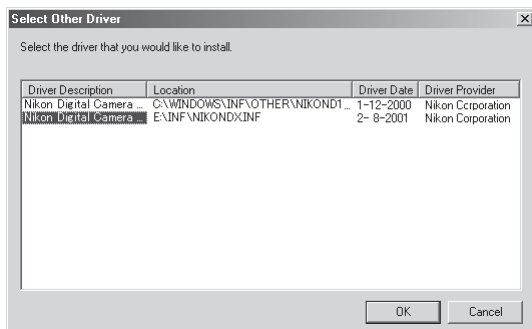 Select Other Driver
Select the driver that you would like to install.
Driver Description Location Driver Date Driver Provider
Nikon Digital Camera ... C:\WINDOWS\INF\OTHER\NIKOND1... 1-12-2000 Nikon Corporation
Nikon Digital Camera ... E:\INF\NIKONDX.INF 2- 8-2001 Nikon Corporation
OK Cancel